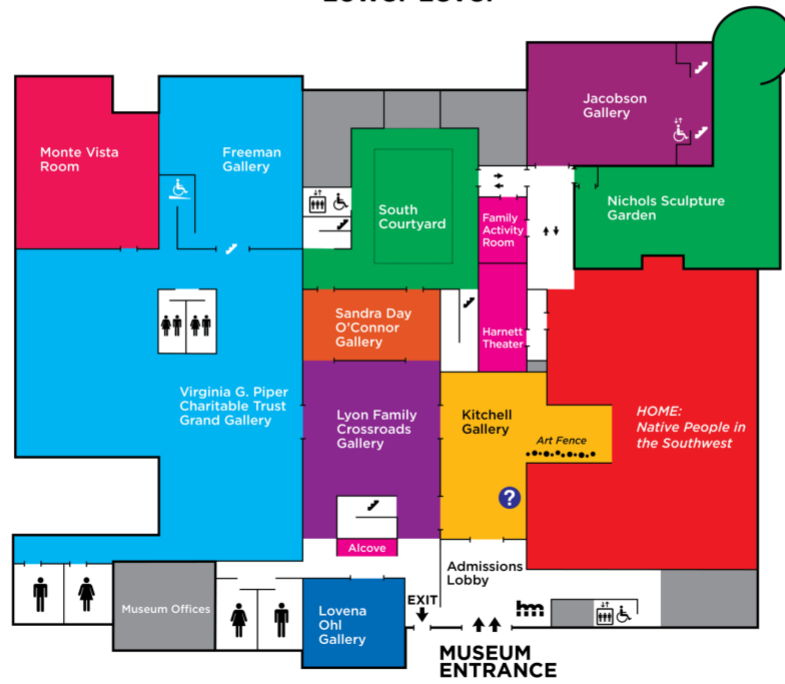 Monte Vista
Room
Freeman
Gallery
South
Courtyard
Family
Activity
Room
Jacobson
Gallery
Nichols Sculpture
Garden
Sandra Day
O'Connor
Gallery
Harnett
Theater
Virginia G. Piper
Charitable Trust
Grand Gallery
Lyon Family
Crossroads
Gallery
Kitchell
Gallery
Art Fence
HOME:
Native People in
the Southwest
?
Alcove
Admissions
Lobby
Museum Offices
Lovena
Ohl
Gallery
EXIT
hm
MUSEUM
ENTRANCE